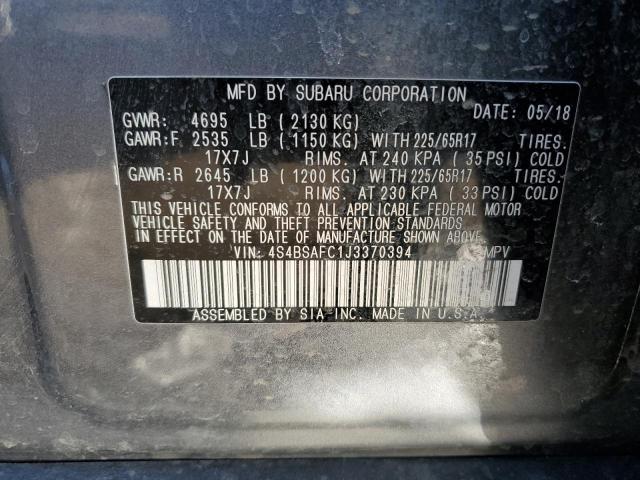 MFD BY SUBARU CORPORATION
DATE: 05/18
GVWR: 4695 LB (2130 KG)
GAWR:F 2535 LB (1150 KG) WITH 225/65R17 TIRES.
17X7J RIMS. AT 240 KPA (35 PSI) COLD
GAWR:R 2645 LB (1200 KG) WITH 225/65R17 TIRES.
17X7J RIMS. AT 230 KPA (33 PSI) COLD
THIS VEHICLE CONFORMS TO ALL APPLICABLE FEDERAL MOTOR
VEHICLE SAFETY AND THEFT PREVENTION STANDARDS
IN EFFECT ON THE DATE OF MANUFACTURE SHOWN ABOVE.
VIN: 4S4BSAFC1J3370394 MPV
ASSEMBLED BY SIA-INC. MADE IN U.S.A.